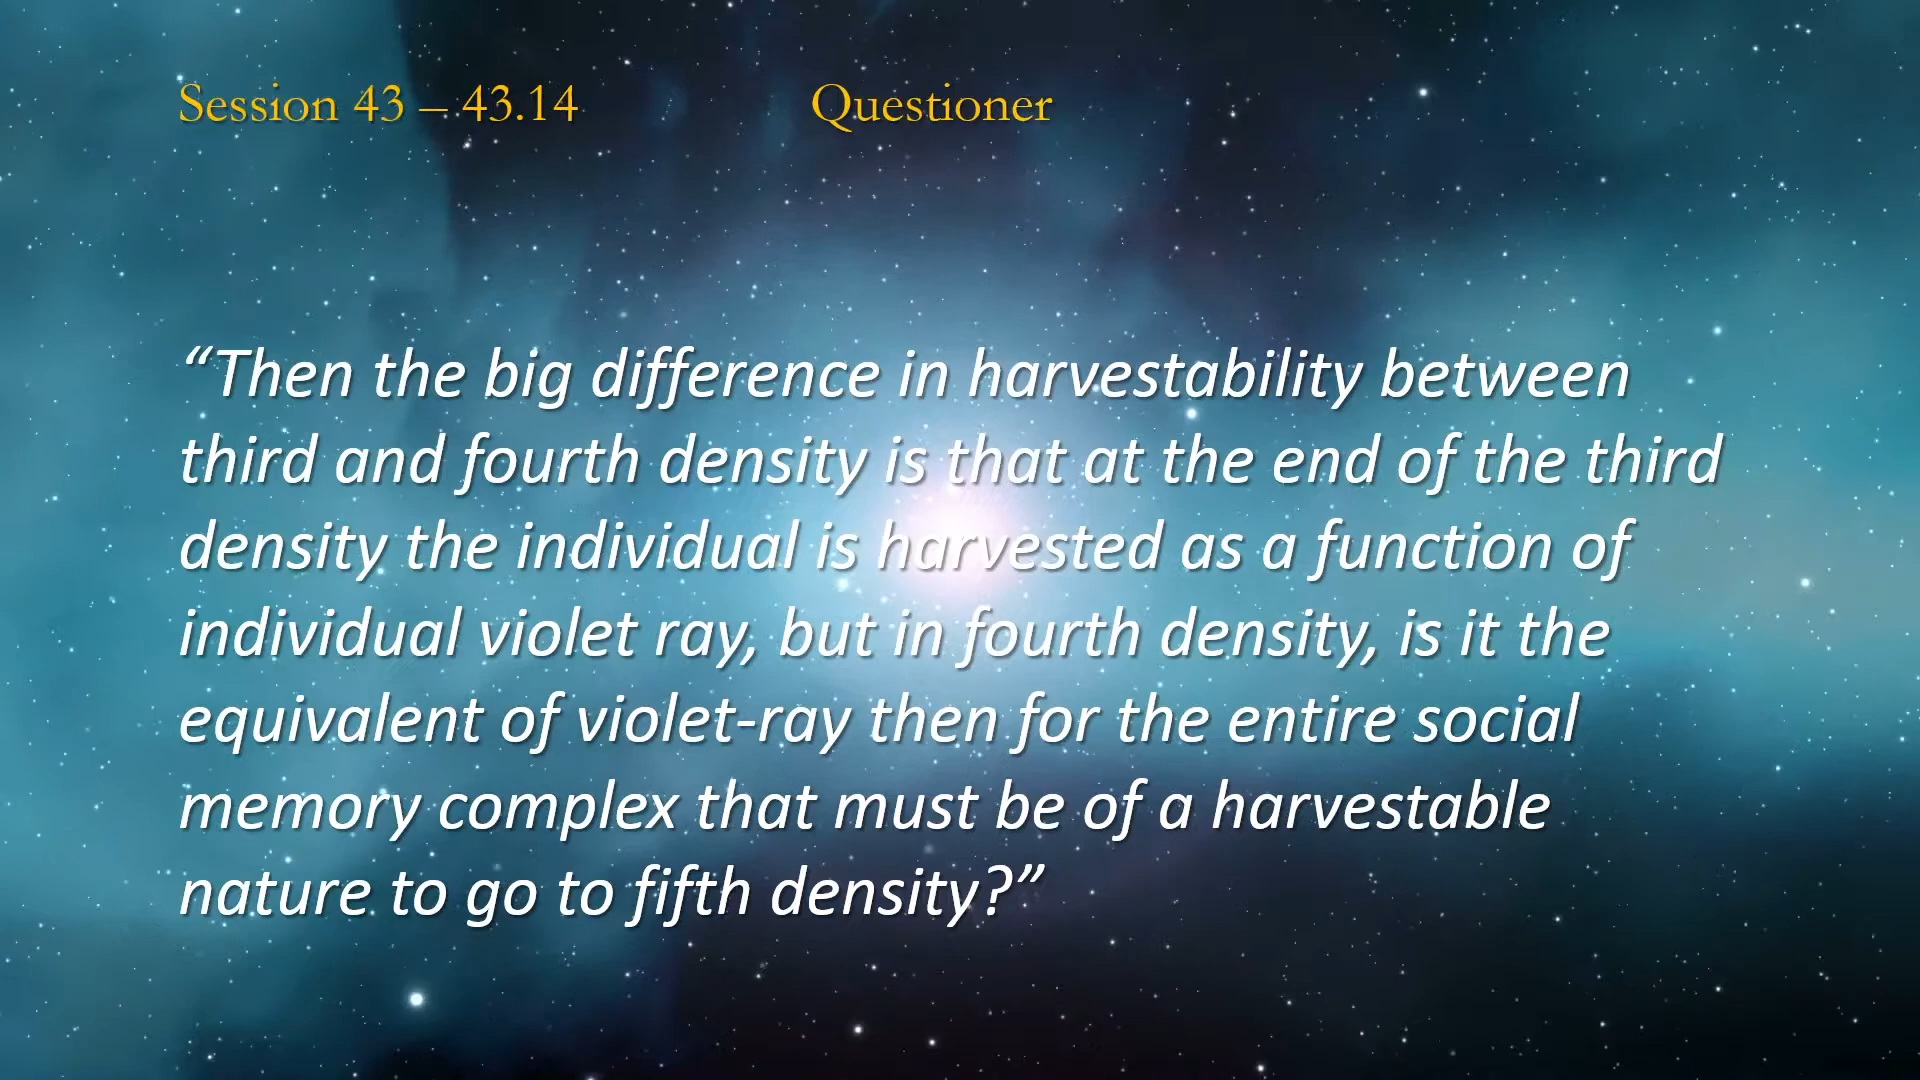 Session 43 – 43.14 Questioner
“Then the big difference in harvestability between
third and fourth density is that at the end of the third
density the individual is harvested as a function of
individual violet ray, but in fourth density, is it the
equivalent of violet-ray then for the entire social
memory complex that must be of a harvestable
nature to go to fifth density?”